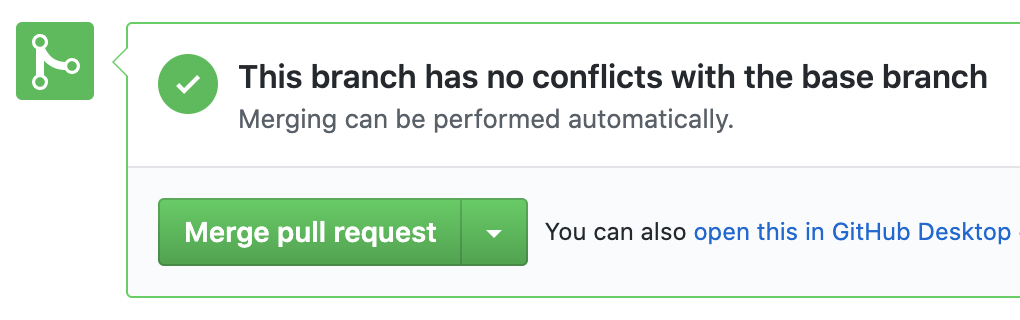 This branch has no conflicts with the base branch
Merging can be performed automatically.
Merge pull request
You can also open this in GitHub Desktop